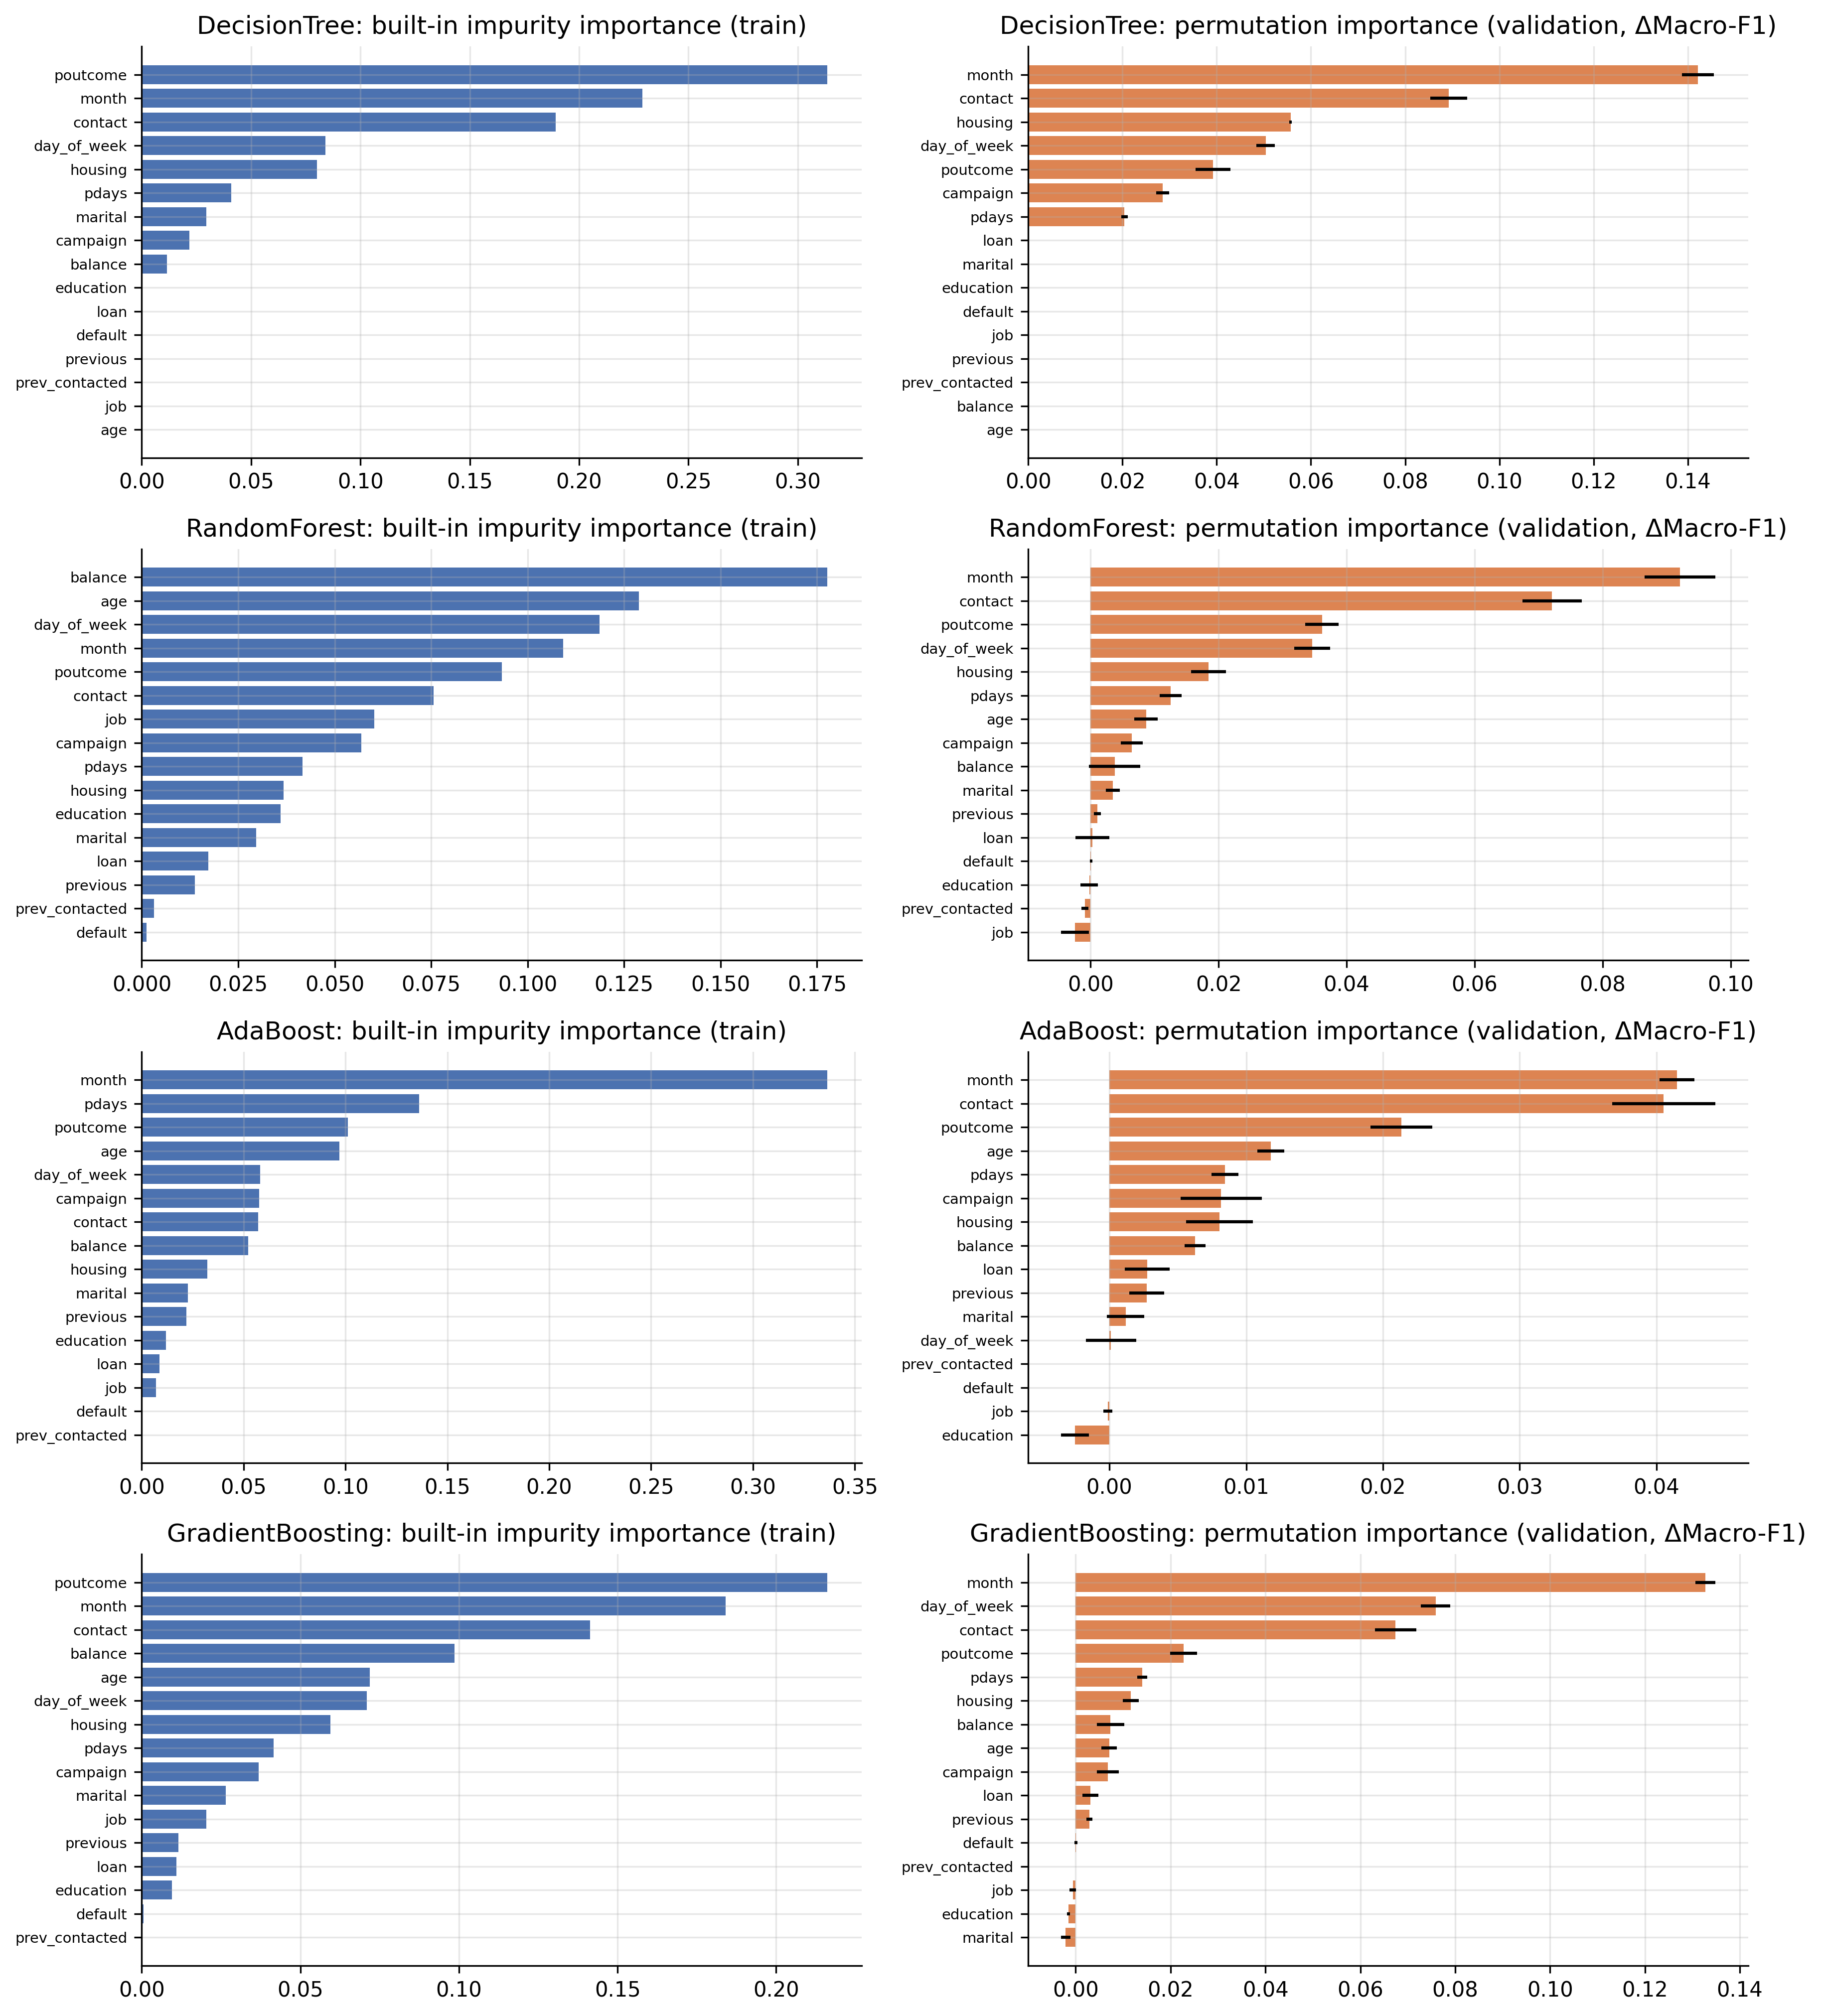 DecisionTree: built-in impurity importance (train)
poutcome
month
contact
day_of_week
housing
pdays
marital
campaign
balance
education
loan
default
previous
prev_contacted
job
age
0.00 0.05 0.10 0.15 0.20 0.25 0.30
DecisionTree: permutation importance (validation, ΔMacro-F1)
month
contact
housing
day_of_week
poutcome
campaign
pdays
loan
marital
education
default
job
previous
prev_contacted
balance
age
0.00 0.02 0.04 0.06 0.08 0.10 0.12 0.14
RandomForest: built-in impurity importance (train)
balance
age
day_of_week
month
poutcome
contact
job
campaign
pdays
housing
education
marital
loan
previous
prev_contacted
default
0.000 0.025 0.050 0.075 0.100 0.125 0.150 0.175
RandomForest: permutation importance (validation, ΔMacro-F1)
month
contact
poutcome
day_of_week
housing
pdays
age
campaign
balance
marital
previous
loan
default
education
prev_contacted
job
0.00 0.02 0.04 0.06 0.08 0.10
AdaBoost: built-in impurity importance (train)
month
pdays
poutcome
age
day_of_week
campaign
contact
balance
housing
marital
previous
education
loan
job
default
prev_contacted
0.00 0.05 0.10 0.15 0.20 0.25 0.30 0.35
AdaBoost: permutation importance (validation, ΔMacro-F1)
month
contact
poutcome
age
pdays
campaign
housing
balance
loan
previous
marital
day_of_week
prev_contacted
default
job
education
0.00 0.01 0.02 0.03 0.04
GradientBoosting: built-in impurity importance (train)
poutcome
month
contact
balance
age
day_of_week
housing
pdays
campaign
marital
job
previous
loan
education
default
prev_contacted
0.00 0.05 0.10 0.15 0.20
GradientBoosting: permutation importance (validation, ΔMacro-F1)
month
day_of_week
contact
poutcome
pdays
housing
balance
age
campaign
loan
previous
default
prev_contacted
job
education
marital
0.00 0.02 0.04 0.06 0.08 0.10 0.12 0.14